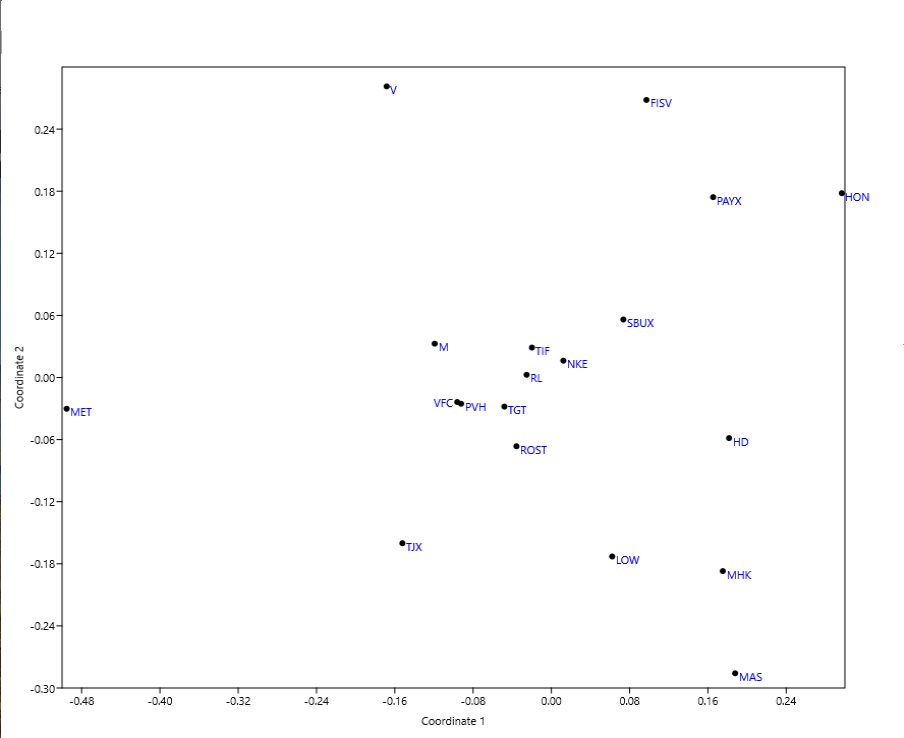 V
FISV
0.24
HON
0.18
PAYX
0.12
0.06
SBUX
M
TIF
NKE
0.00
RL
Coordinate 2
VFC PVH TGT
MET
-0.06
HD
ROST
-0.12
TJX
LOW
-0.18
MHK
-0.24
MAS
-0.30
-0.48 -0.40 -0.32 -0.24 -0.16 -0.08 0.00 0.08 0.16 0.24
Coordinate 1